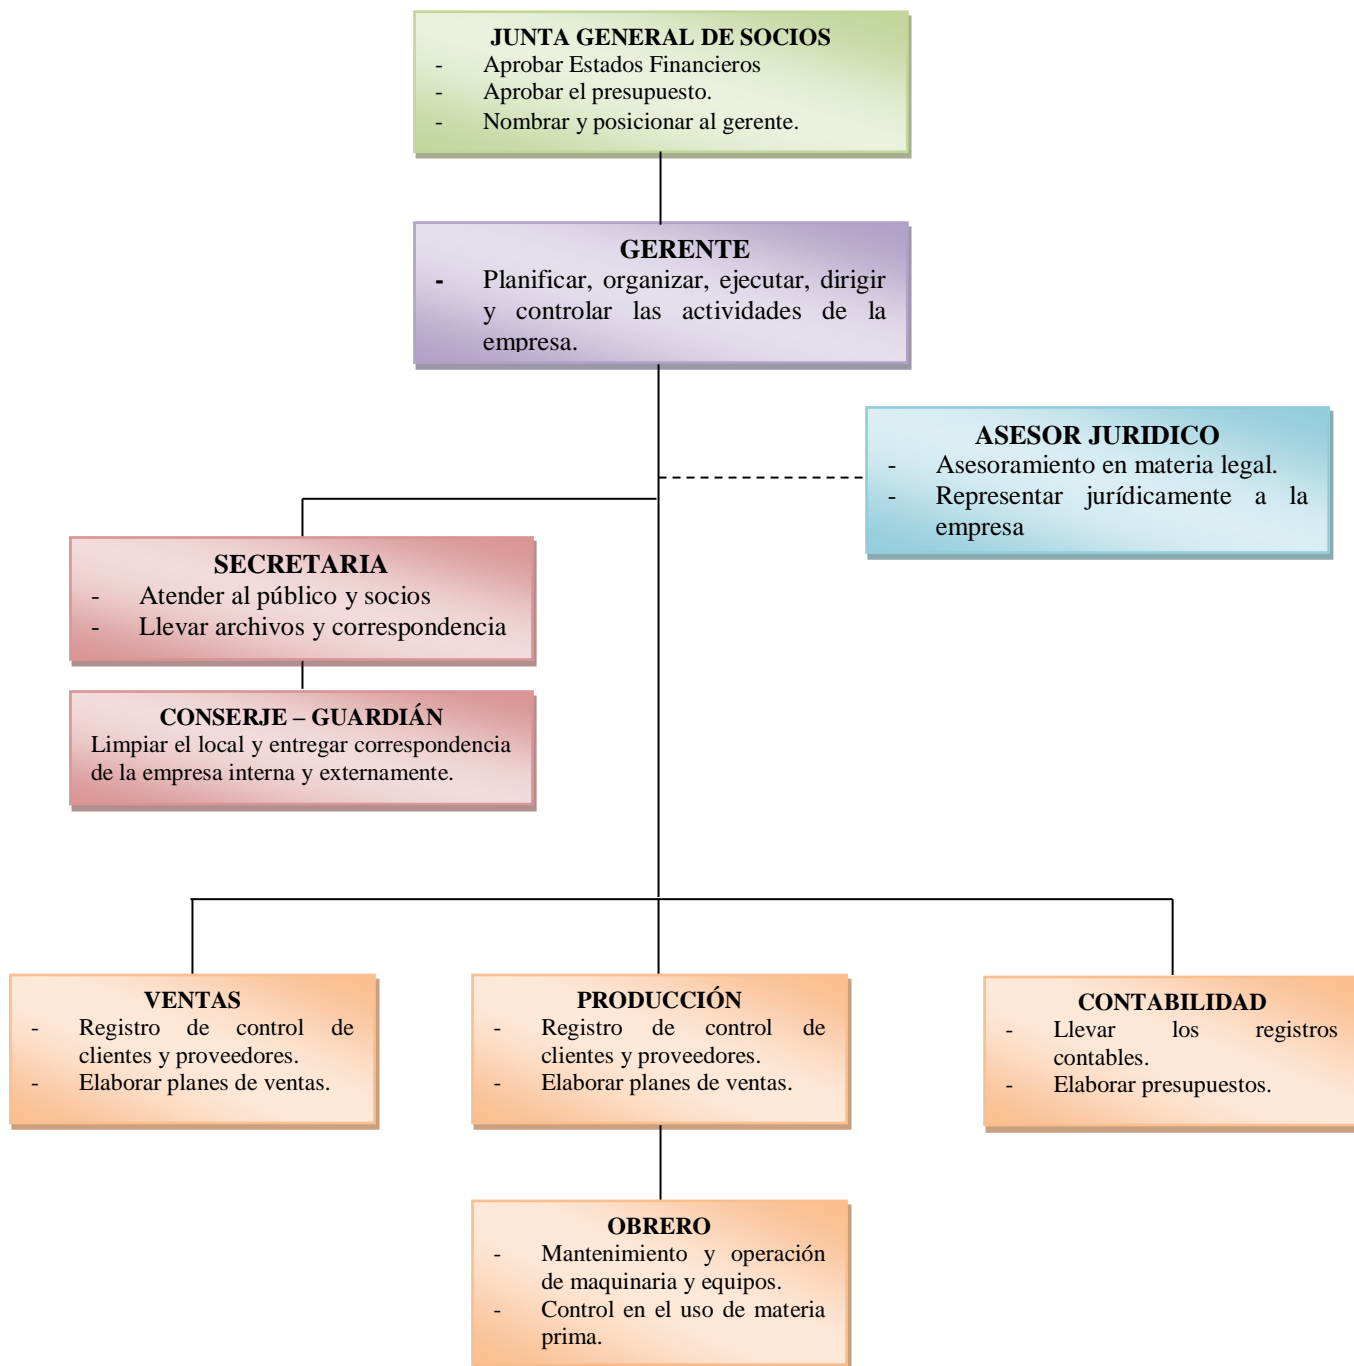 JUNTA GENERAL DE SOCIOS
- Aprobar Estados Financieros
- Aprobar el presupuesto.
- Nombrar y posicionar al gerente.
GERENTE
- Planificar, organizar, ejecutar, dirigir
y controlar las actividades de la
empresa.
ASESOR JURIDICO
- Asesoramiento en materia legal.
- Representar jurídicamente a la
empresa
SECRETARIA
- Atender al público y socios
- Llevar archivos y correspondencia
CONSERJE – GUARDIÁN
Limpiar el local y entregar correspondencia
de la empresa interna y externamente.
VENTAS
- Registro de control de
clientes y proveedores.
- Elaborar planes de ventas.
PRODUCCIÓN
- Registro de control de
clientes y proveedores.
- Elaborar planes de ventas.
CONTABILIDAD
- Llevar los registros
contables.
- Elaborar presupuestos.
OBRERO
- Mantenimiento y operación
de maquinaria y equipos.
- Control en el uso de materia
prima.